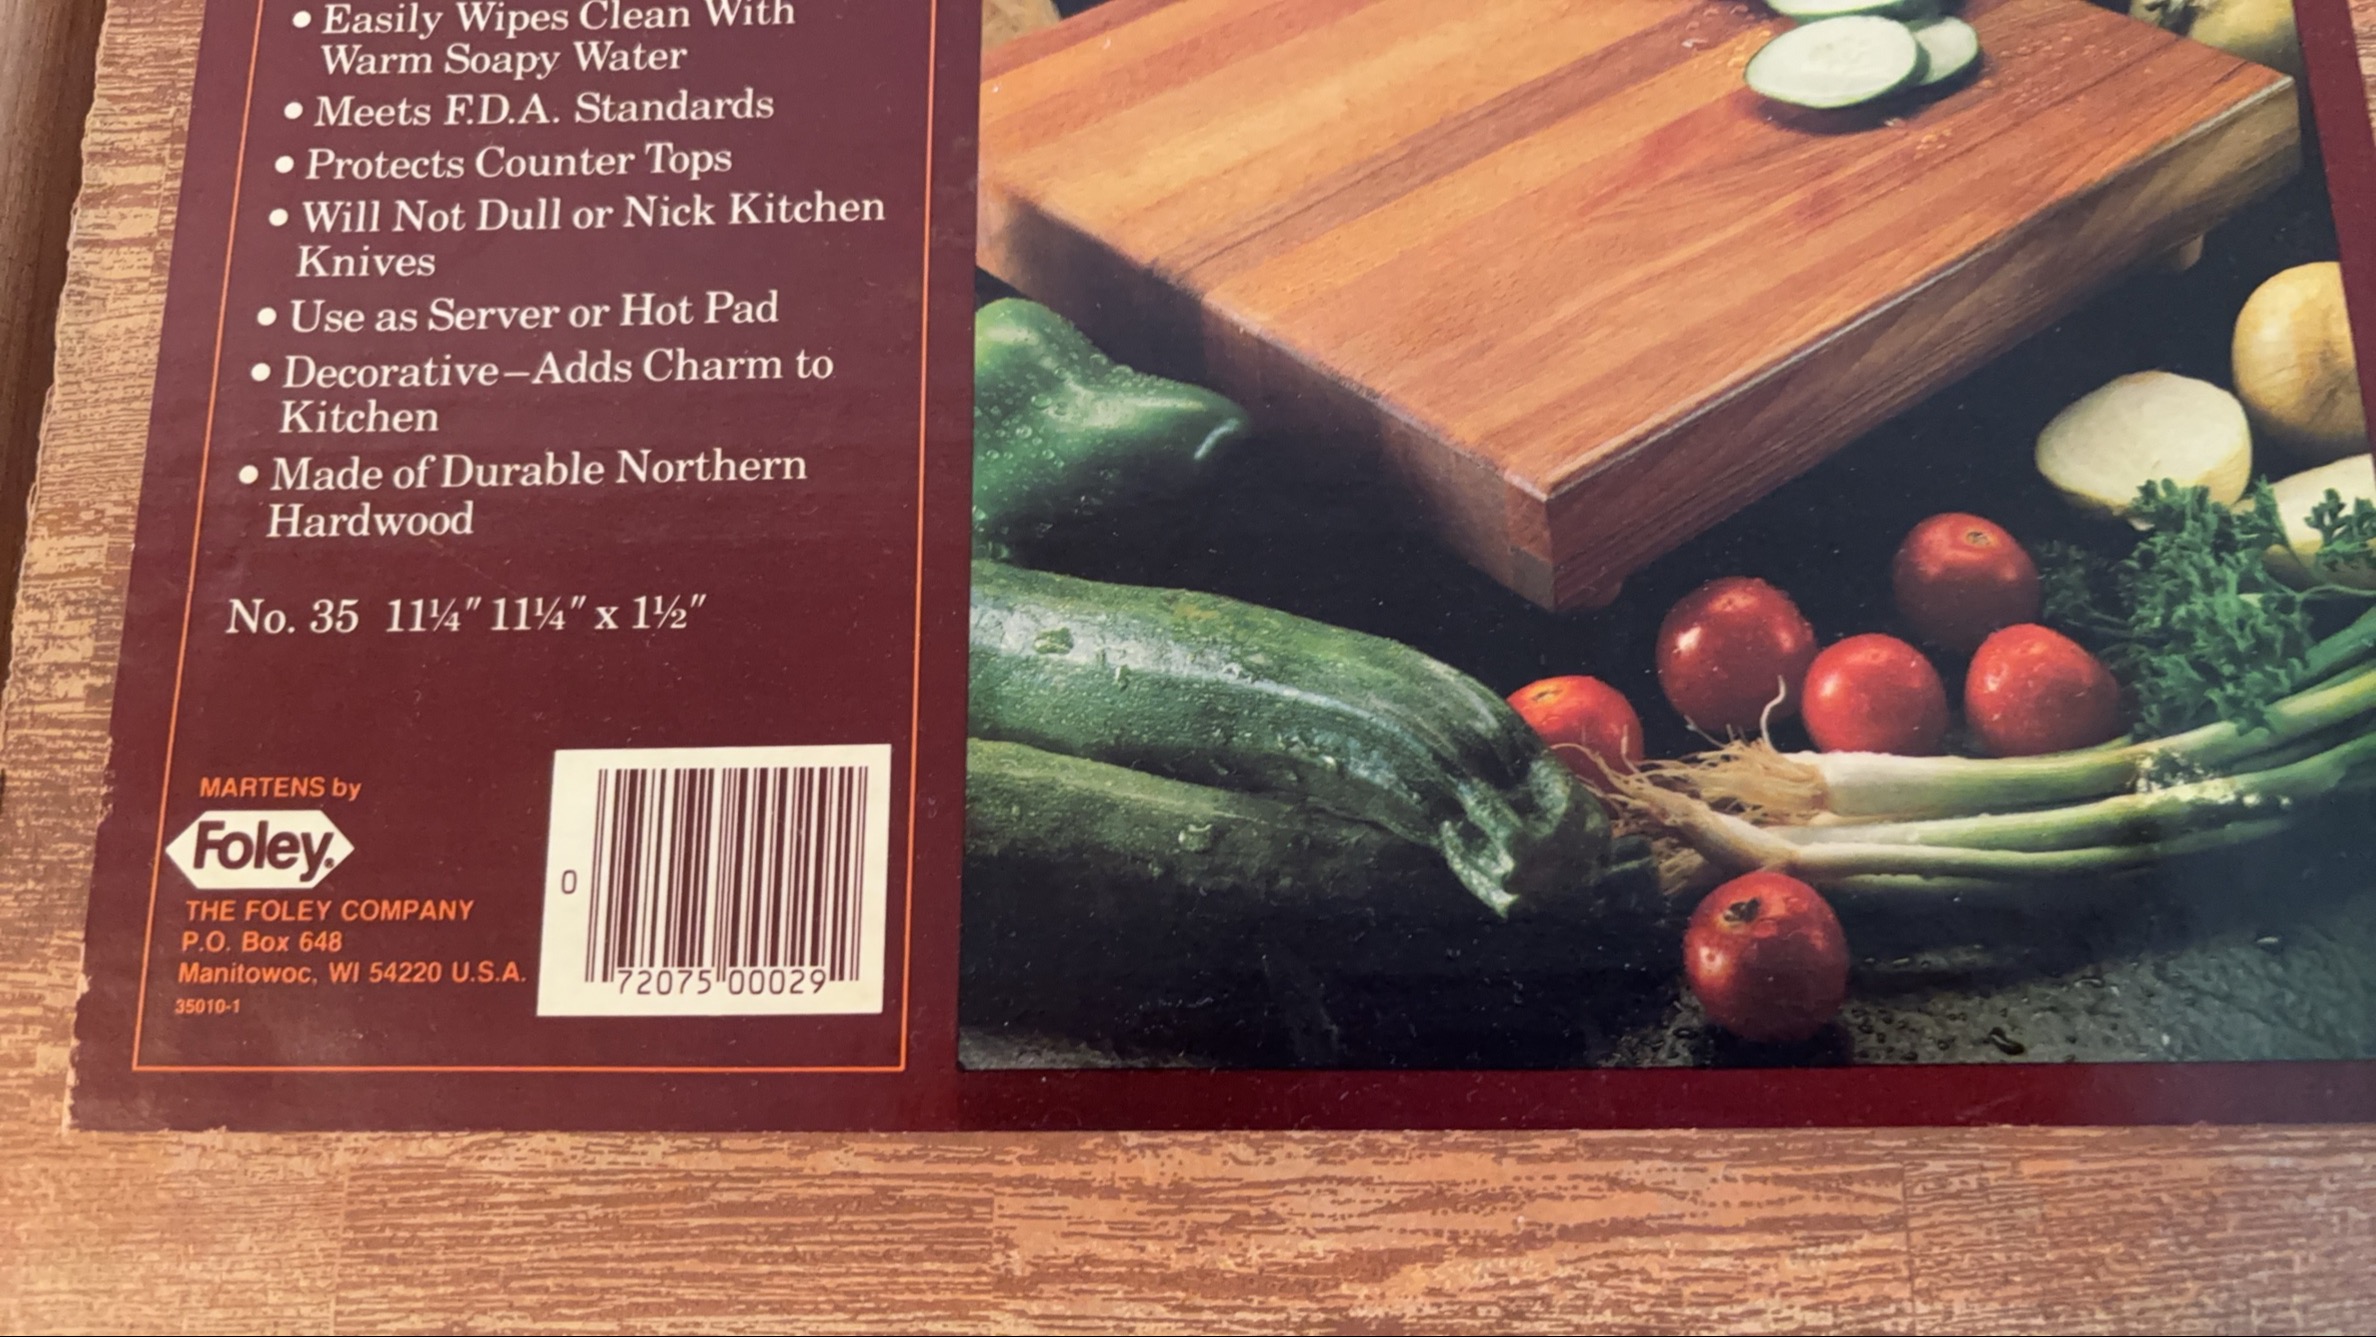 • Easily Wipes Clean With
Warm Soapy Water
• Meets F.D.A. Standards
• Protects Counter Tops
• Will Not Dull or Nick Kitchen
Knives
• Use as Server or Hot Pad
• Decorative–Adds Charm to
Kitchen
• Made of Durable Northern
Hardwood
No. 35 11¼" 11¼" x 1½"
MARTENS by
Foley®
THE FOLEY COMPANY
P.O. Box 648
Manitowoc, WI 54220 U.S.A.
35010-1
0
72075 00029